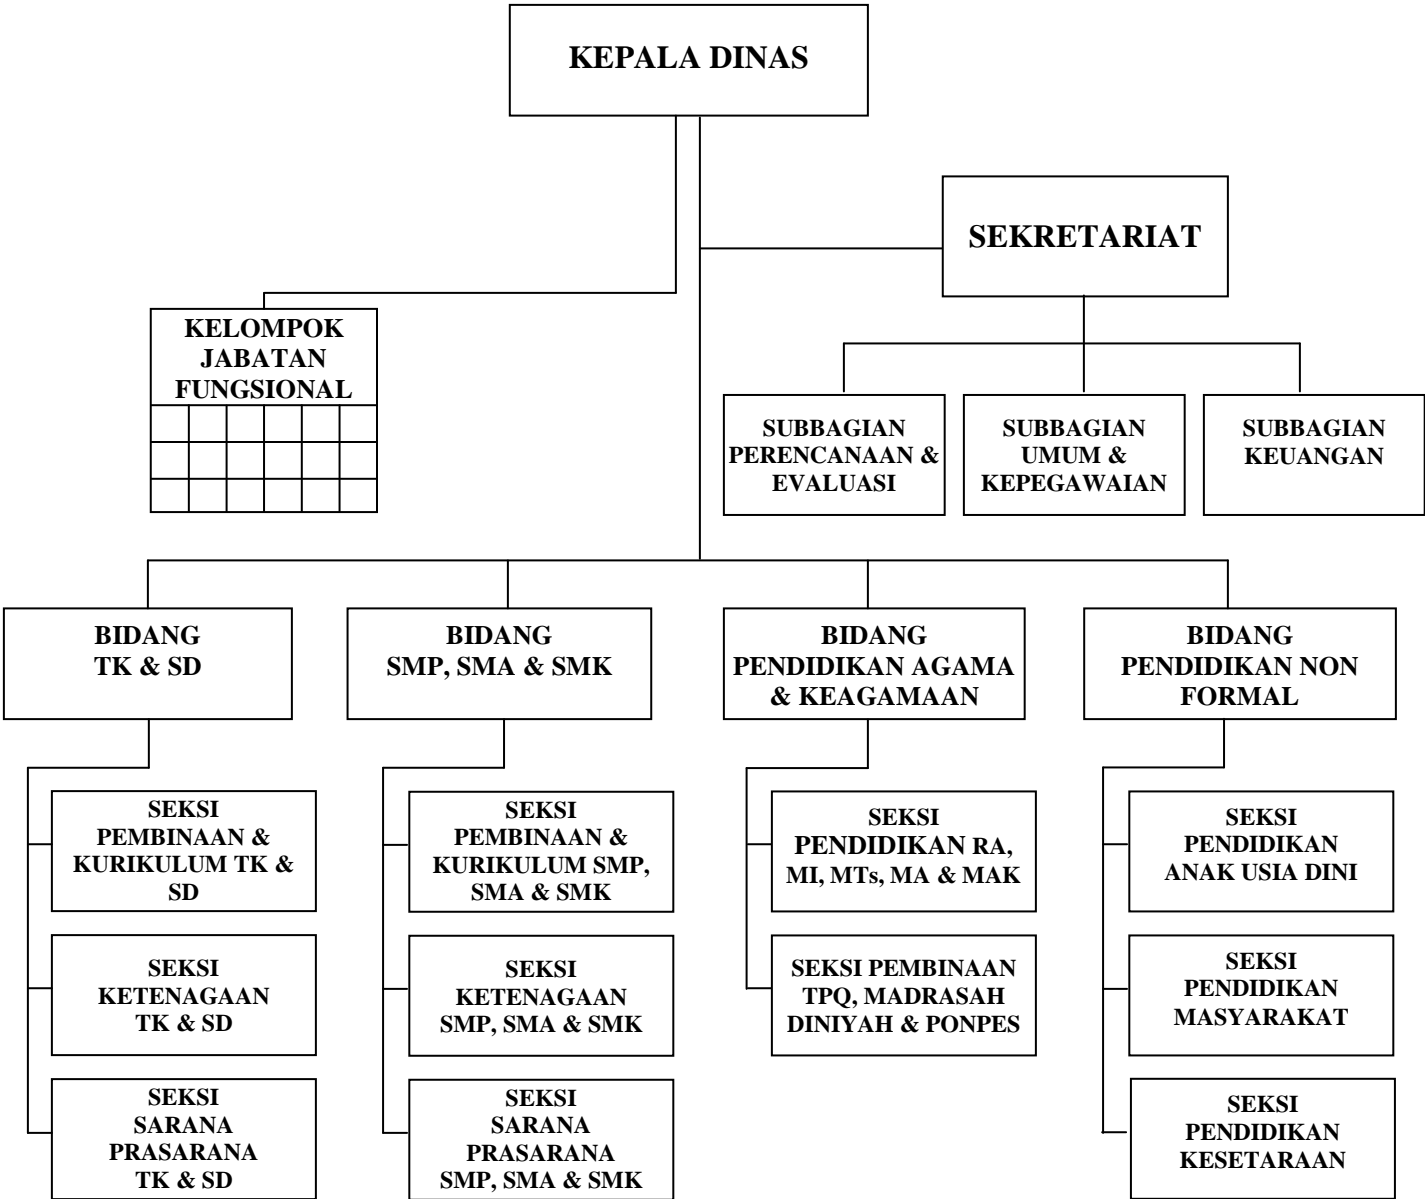 KEPALA DINAS
SEKRETARIAT
KELOMPOK
JABATAN
FUNGSIONAL
SUBBAGIAN
PERENCANAAN &
EVALUASI
SUBBAGIAN
UMUM &
KEPEGAWAIAN
SUBBAGIAN
KEUANGAN
BIDANG
TK & SD
BIDANG
SMP, SMA & SMK
BIDANG
PENDIDIKAN AGAMA
& KEAGAMAAN
BIDANG
PENDIDIKAN NON
FORMAL
SEKSI
PEMBINAAN &
KURIKULUM TK &
SD
SEKSI
KETENAGAAN
TK & SD
SEKSI
SARANA
PRASARANA
TK & SD
SEKSI
PEMBINAAN &
KURIKULUM SMP,
SMA & SMK
SEKSI
KETENAGAAN
SMP, SMA & SMK
SEKSI
SARANA
PRASARANA
SMP, SMA & SMK
SEKSI
PENDIDIKAN RA,
MI, MTs, MA & MAK
SEKSI PEMBINAAN
TPQ, MADRASAH
DINIYAH & PONPES
SEKSI
PENDIDIKAN
ANAK USIA DINI
SEKSI
PENDIDIKAN
MASYARAKAT
SEKSI
PENDIDIKAN
KESETARAAN